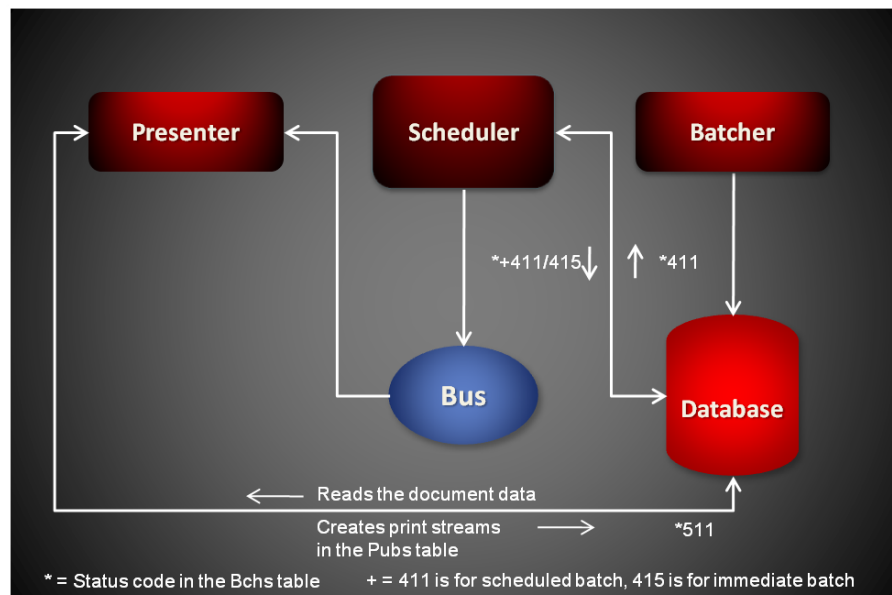 Presenter
Scheduler
Batcher
*+411/415
*411
Bus
Database
Reads the document data
Creates print streams
in the Pubs table
*511
* = Status code in the Bchs table
+ = 411 is for scheduled batch, 415 is for immediate batch